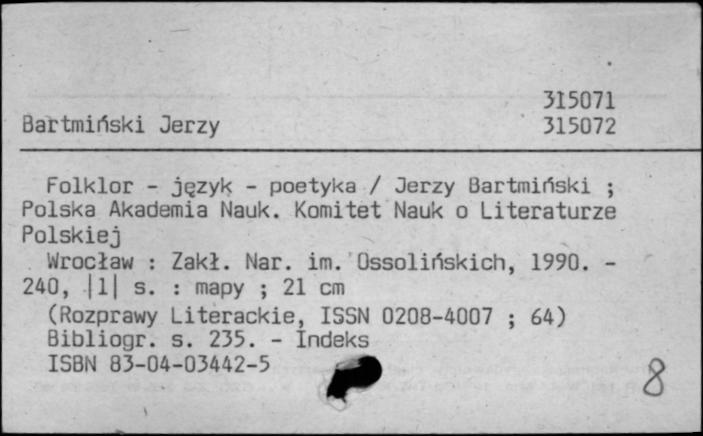 315071
Bartmiński Jerzy 315072
Folklor - język - poetyka / Jerzy Bartmiński ;
Polska Akademia Nauk. Komitet Nauk o Literaturze
Polskiej
Wrocław : Zakł. Nar. im. Ossolińskich, 1990. -
240, |1| s. : mapy ; 21 cm
(Rozprawy Literackie, ISSN 0208-4007 ; 64)
Bibliogr. s. 235. - Indeks
ISBN 83-04-03442-5
8